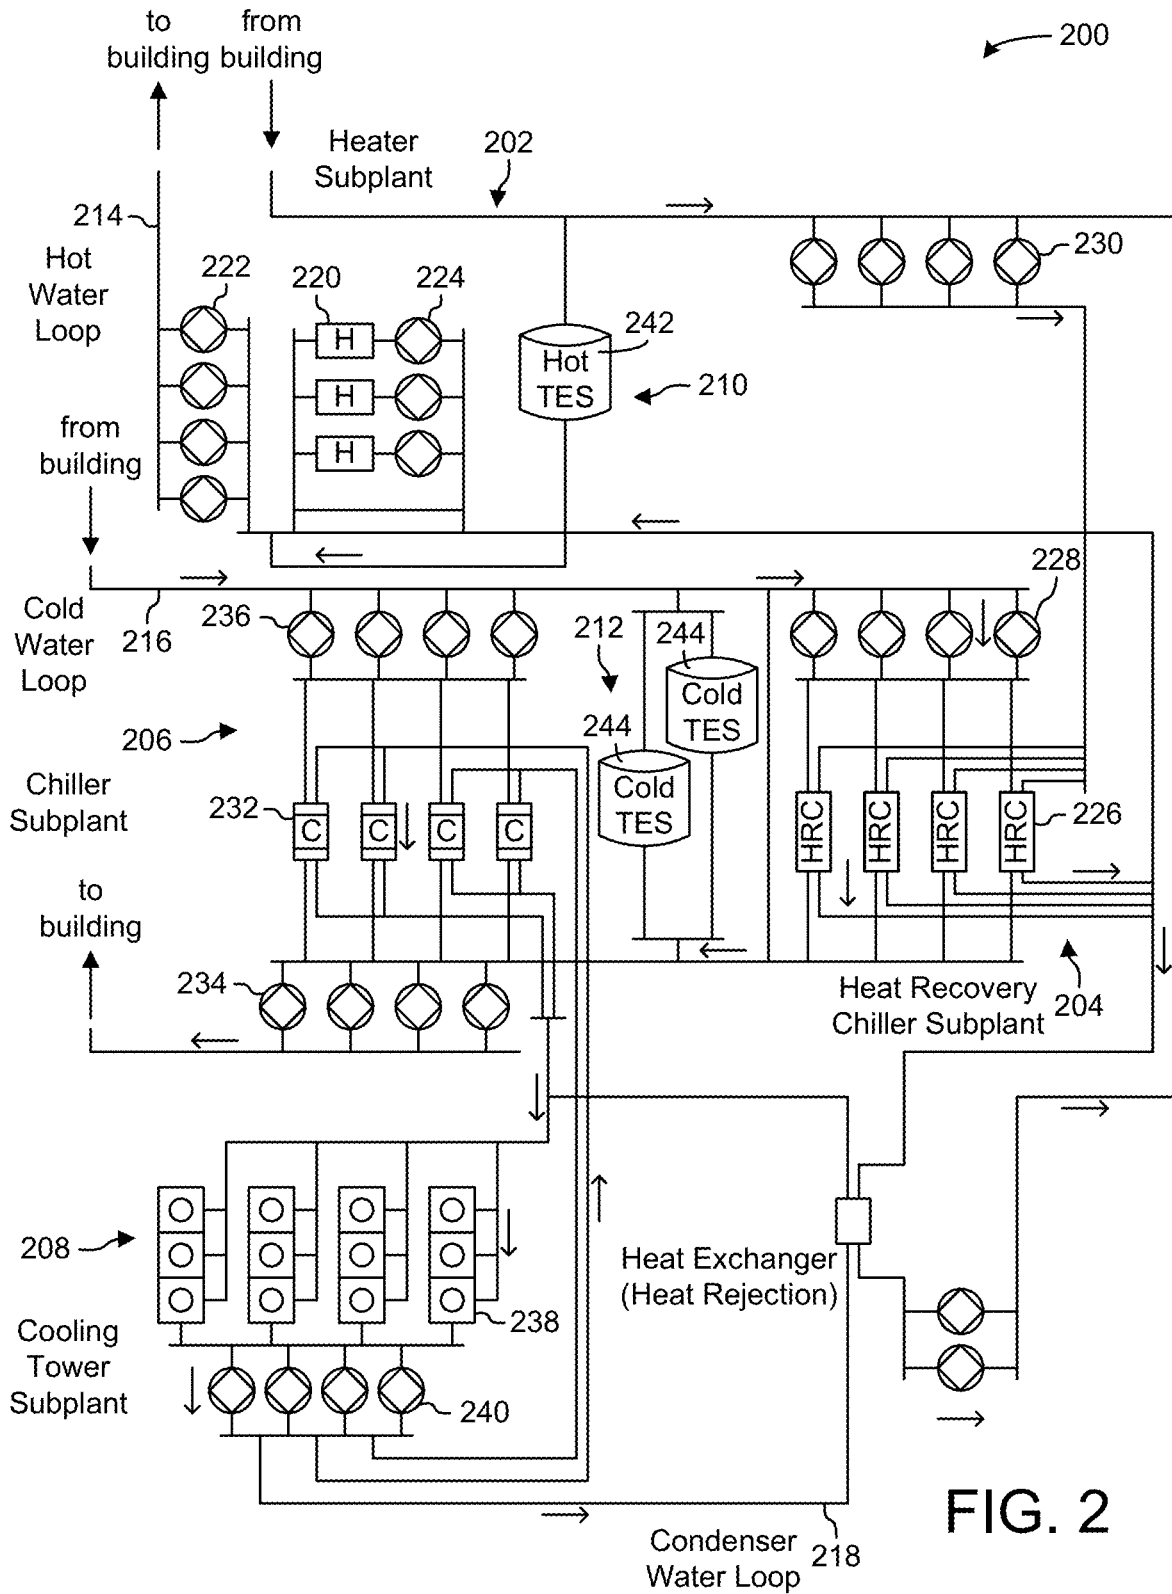 to
building
from
building
200
Heater
Subplant
202
214
Hot
Water
Loop
222
220
224
230
H
H
H
Hot
TES
242
210
from
building
Cold
Water
Loop
216
236
212
244
Cold
TES
244
Cold
TES
228
206
Chiller
Subplant
232
C
C
C
C
HRC
HRC
HRC
HRC
226
to
building
234
Heat Recovery
Chiller Subplant
204
208
238
Heat Exchanger
(Heat Rejection)
Cooling
Tower
Subplant
240
Condenser
Water Loop
218
FIG. 2